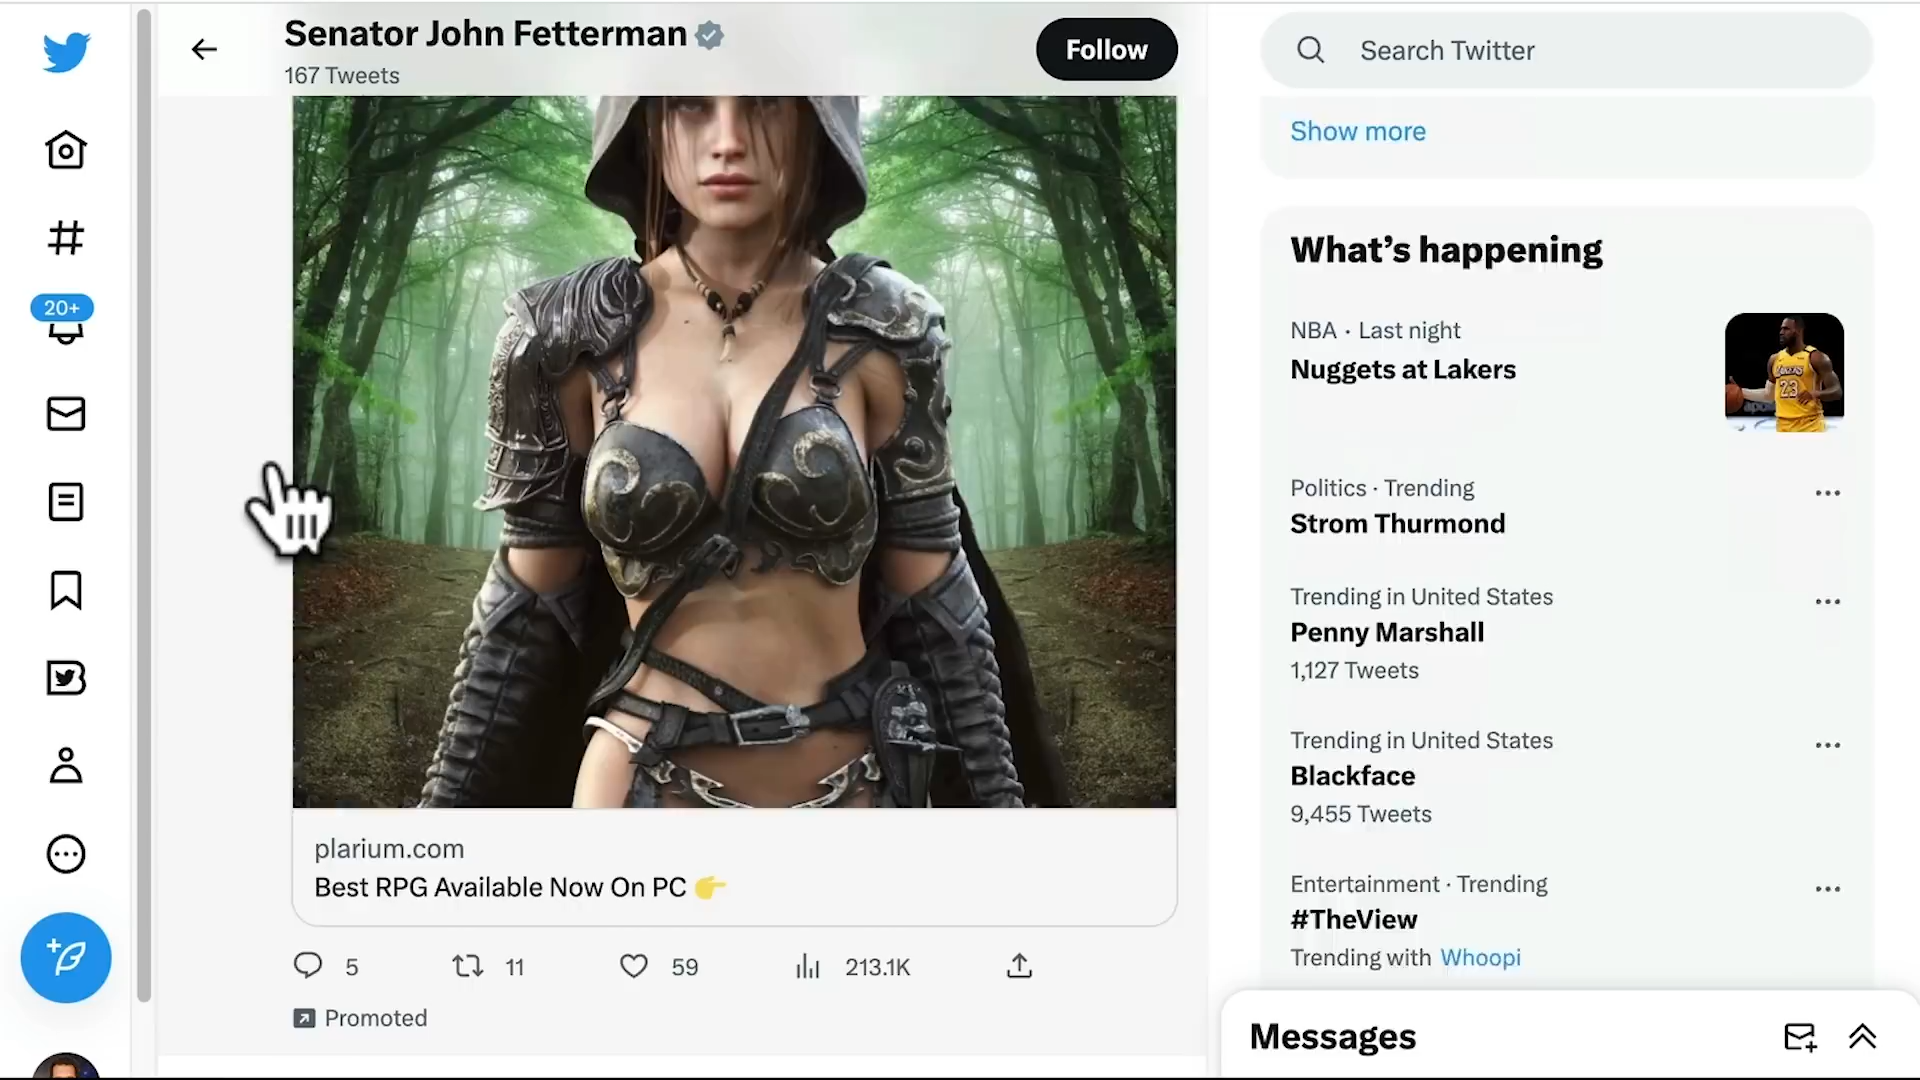 Senator John Fetterman
167 Tweets
Follow
Search Twitter
20+
plarium.com
Best RPG Available Now On PC 👉
5
11
59
213.1K
Promoted
Show more
What's happening
NBA · Last night
Nuggets at Lakers
LAKERS
23
Politics · Trending
Strom Thurmond
Trending in United States
Penny Marshall
1,127 Tweets
Trending in United States
Blackface
9,455 Tweets
Entertainment · Trending
#TheView
Trending with Whoopi
Messages